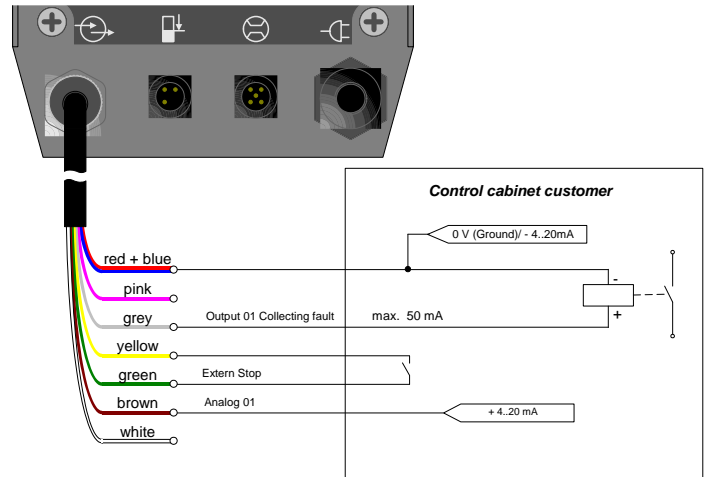 Control cabinet customer
0 V (Ground)/ - 4..20mA
red + blue
-
pink
+
grey
Output 01 Collecting fault
max. 50 mA
yellow
green
Extern Stop
brown
Analog 01
+ 4..20 mA
white